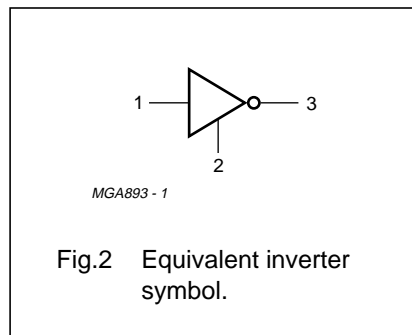 1
3
2
MGA893 - 1
Fig.2 Equivalent inverter
symbol.